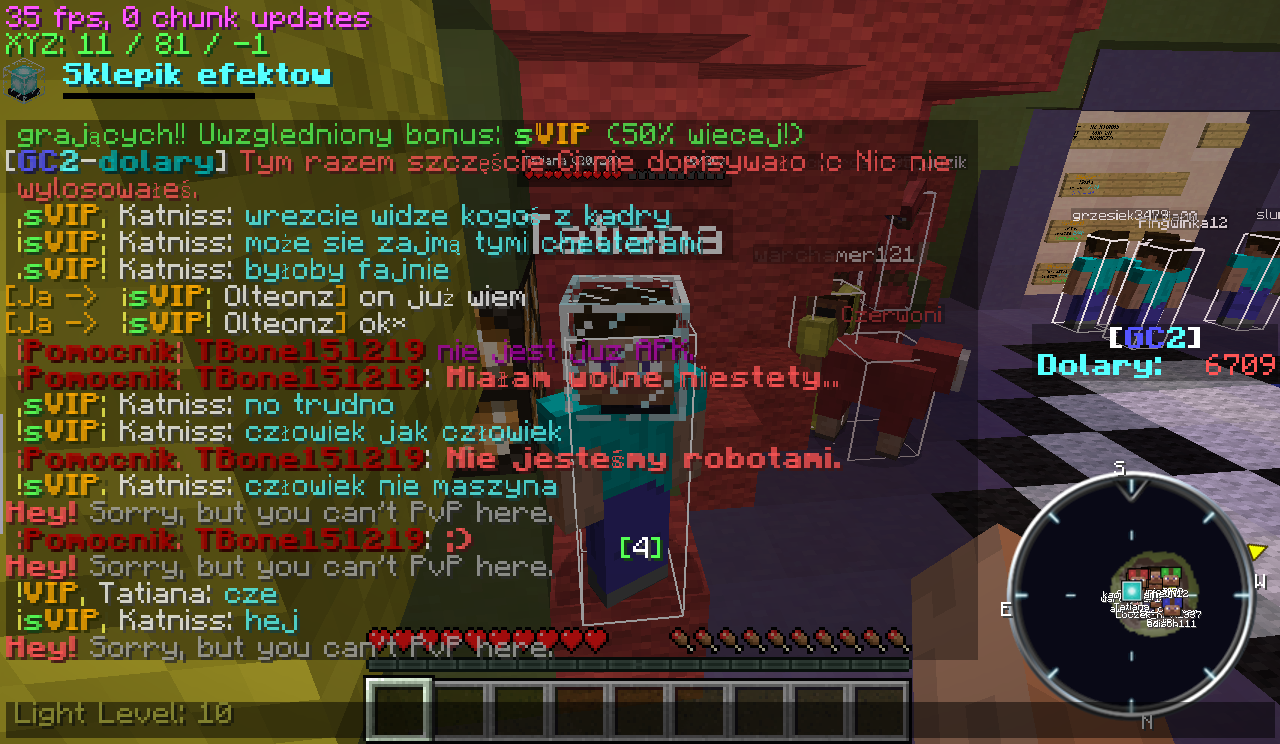 35 fps, 0 chunk updates
XYZ: 11 / 81 / -1
Sklepik efektow
grających!! Uwzgledniony bonus: sVIP (50% wiecej!)
[GC2-dolary] Tym razem szczęście Cie nie dopisywało :c Nic nie
wylosowałeś.
sVIP, Katniss: wrezcie widze kogoś z kadry
sVIP: Katniss: może sie zajmą tymi cheaterami
sVIP! Katniss: byłoby fajnie
[Ja -> sVIP: Olteonz] on już wiem
[Ja -> sVIP! Olteonz] ok*
Pomocnik: TBone151219 nie jest juz AFK.
Pomocnik: TBone151219: Miałam wolne niestety..
sVIP: Katniss: no trudno
!sVIP: Katniss: człowiek jak człowiek
Pomocnik. TBone151219: Nie jesteśmy robotami.
!sVIP, Katniss: człowiek nie maszyna
Hey! Sorry, but you can't PvP here.
Pomocnik: TBone151219: ;)
Hey! Sorry, but you can't PvP here.
!VIP, Tatiana: cze
sVIP, Katniss: hej
Hey! Sorry, but you can't PvP here.
Light Level: 10
Tatiana
warchamer121
Czerwoni
grzesiek3479
ringwinka12
[GC2]
Dolary: 6709
[4]
S
W
E
N